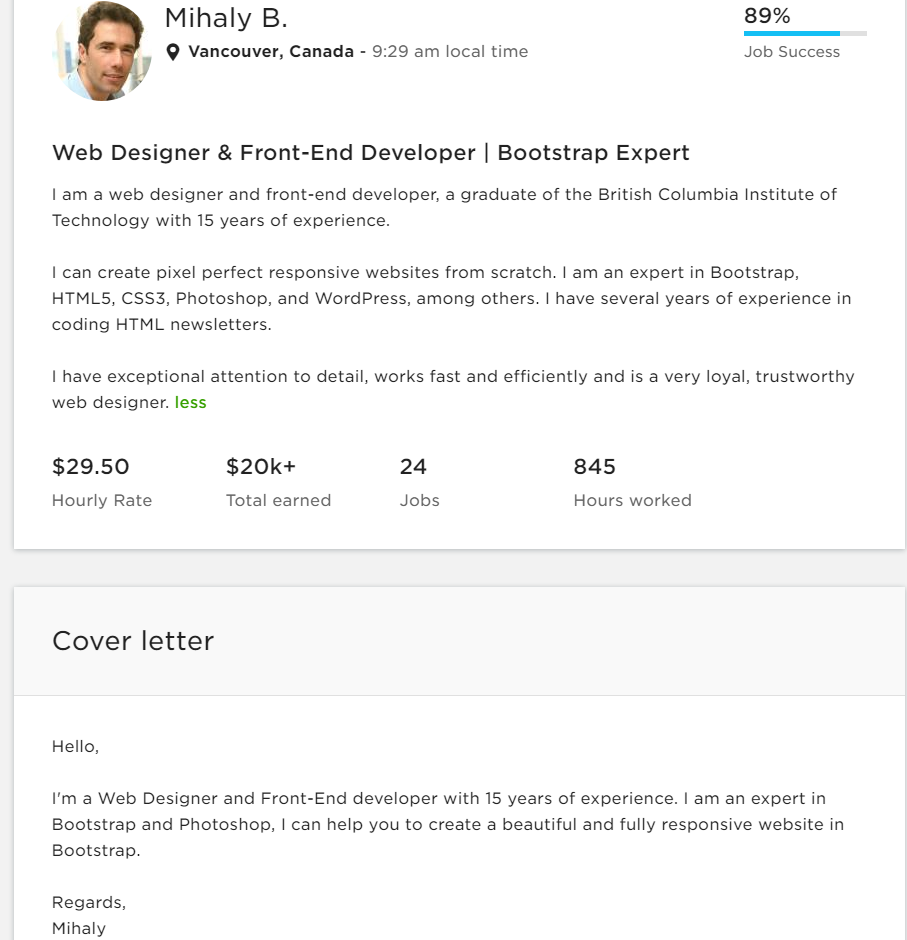 Mihaly B.
Vancouver, Canada - 9:29 am local time
89%
Job Success
Web Designer & Front-End Developer | Bootstrap Expert
I am a web designer and front-end developer, a graduate of the British Columbia Institute of
Technology with 15 years of experience.
I can create pixel perfect responsive websites from scratch. I am an expert in Bootstrap,
HTML5, CSS3, Photoshop, and WordPress, among others. I have several years of experience in
coding HTML newsletters.
I have exceptional attention to detail, works fast and efficiently and is a very loyal, trustworthy
web designer. less
$29.50 $20k+ 24 845
Hourly Rate Total earned Jobs Hours worked
Cover letter
Hello,
I'm a Web Designer and Front-End developer with 15 years of experience. I am an expert in
Bootstrap and Photoshop, I can help you to create a beautiful and fully responsive website in
Bootstrap.
Regards,
Mihaly